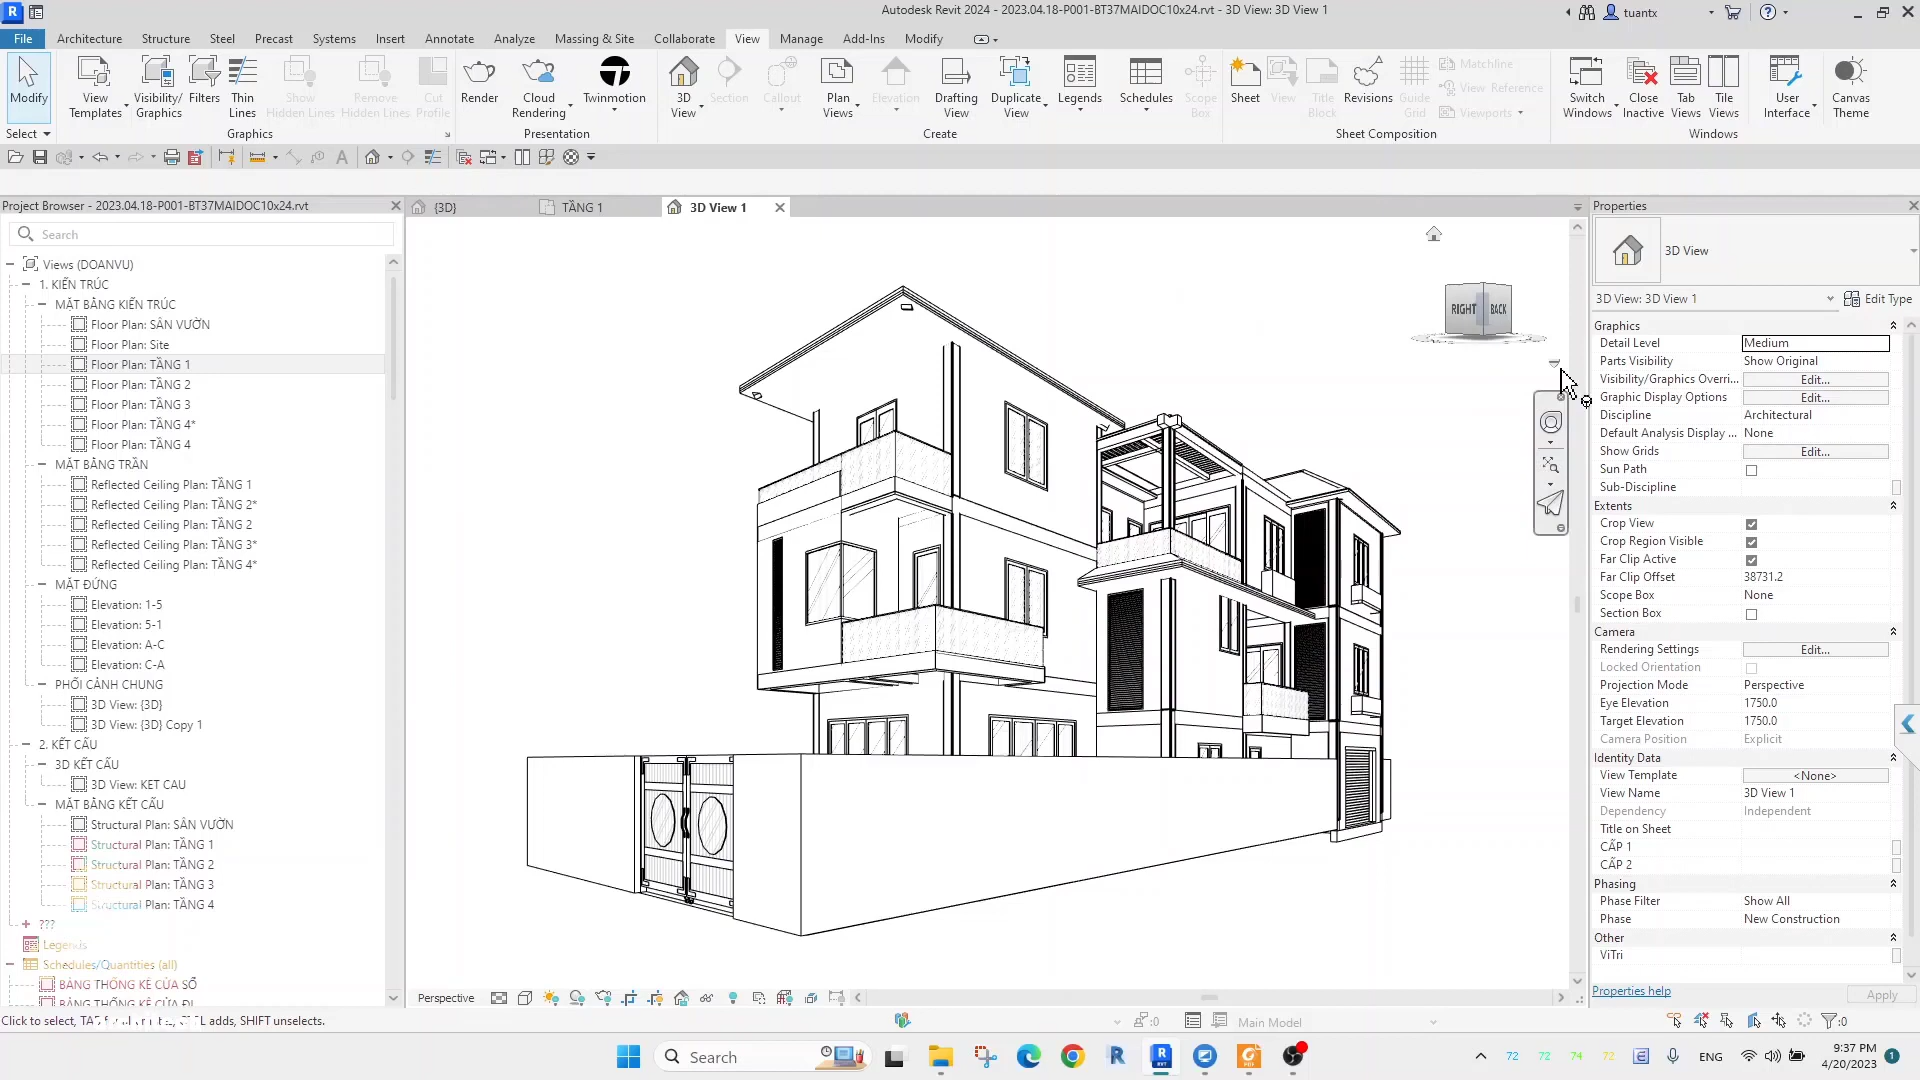 Autodesk Revit 2024 - 2023.04.18-P001-BT37MAIDOC10x24.rvt - 3D View: 3D View 1
tuantx
File Architecture Structure Steel Precast Systems Insert Annotate Analyze Massing & Site Collaborate View Manage Add-Ins Modify
Modify View Templates Visibility/ Graphics Filters Thin Lines Show Hidden Lines Remove Hidden Lines Cut Profile Render Cloud Rendering Twinmotion 3D View Section Callout Plan Views Elevation Drafting View Duplicate View Legends Schedules Scope Box Sheet View Title Block Revisions Guide Grid Matchline View Reference Viewports Switch Windows Close Inactive Tab Views Tile Views User Interface Canvas Theme
Select Graphics Presentation Create Sheet Composition Windows
Project Browser - 2023.04.18-P001-BT37MAIDOC10x24.rvt
Search
Views (DOANVU)
1. KIẾN TRÚC
MẶT BẰNG KIẾN TRÚC
Floor Plan: SÂN VƯỜN
Floor Plan: Site
Floor Plan: TẦNG 1
Floor Plan: TẦNG 2
Floor Plan: TẦNG 3
Floor Plan: TẦNG 4*
Floor Plan: TẦNG 4
MẶT BẰNG TRẦN
Reflected Ceiling Plan: TẦNG 1
Reflected Ceiling Plan: TẦNG 2*
Reflected Ceiling Plan: TẦNG 2
Reflected Ceiling Plan: TẦNG 3*
Reflected Ceiling Plan: TẦNG 4*
MẶT ĐỨNG
Elevation: 1-5
Elevation: 5-1
Elevation: A-C
Elevation: C-A
PHỐI CẢNH CHUNG
3D View: {3D}
3D View: {3D} Copy 1
2. KẾT CẤU
3D KẾT CẤU
3D View: KET CAU
MẶT BẰNG KẾT CẤU
Structural Plan: SÂN VƯỜN
Structural Plan: TẦNG 1
Structural Plan: TẦNG 2
Structural Plan: TẦNG 3
Structural Plan: TẦNG 4
???
Legends
Schedules/Quantities (all)
BẢNG THỐNG KÊ CỬA SỔ
BẢNG THỐNG KÊ CỬA ĐI
{3D} TẦNG 1 3D View 1
RIGHT BACK
Perspective
Properties
3D View
3D View: 3D View 1 Edit Type
Graphics
Detail Level Medium
Parts Visibility Show Original
Visibility/Graphics Overri... Edit...
Graphic Display Options Edit...
Discipline Architectural
Default Analysis Display ... None
Show Grids Edit...
Sun Path
Sub-Discipline
Extents
Crop View
Crop Region Visible
Far Clip Active
Far Clip Offset 38731.2
Scope Box None
Section Box
Camera
Rendering Settings Edit...
Locked Orientation
Projection Mode Perspective
Eye Elevation 1750.0
Target Elevation 1750.0
Camera Position Explicit
Identity Data
View Template <None>
View Name 3D View 1
Dependency Independent
Title on Sheet
CẤP 1
CẤP 2
Phasing
Phase Filter Show All
Phase New Construction
Other
ViTri
Properties help Apply
Click to select, adds, SHIFT unselects.
:0 Main Model :0
Search
72 72 74 72 ENG 9:37 PM
4/20/2023 1